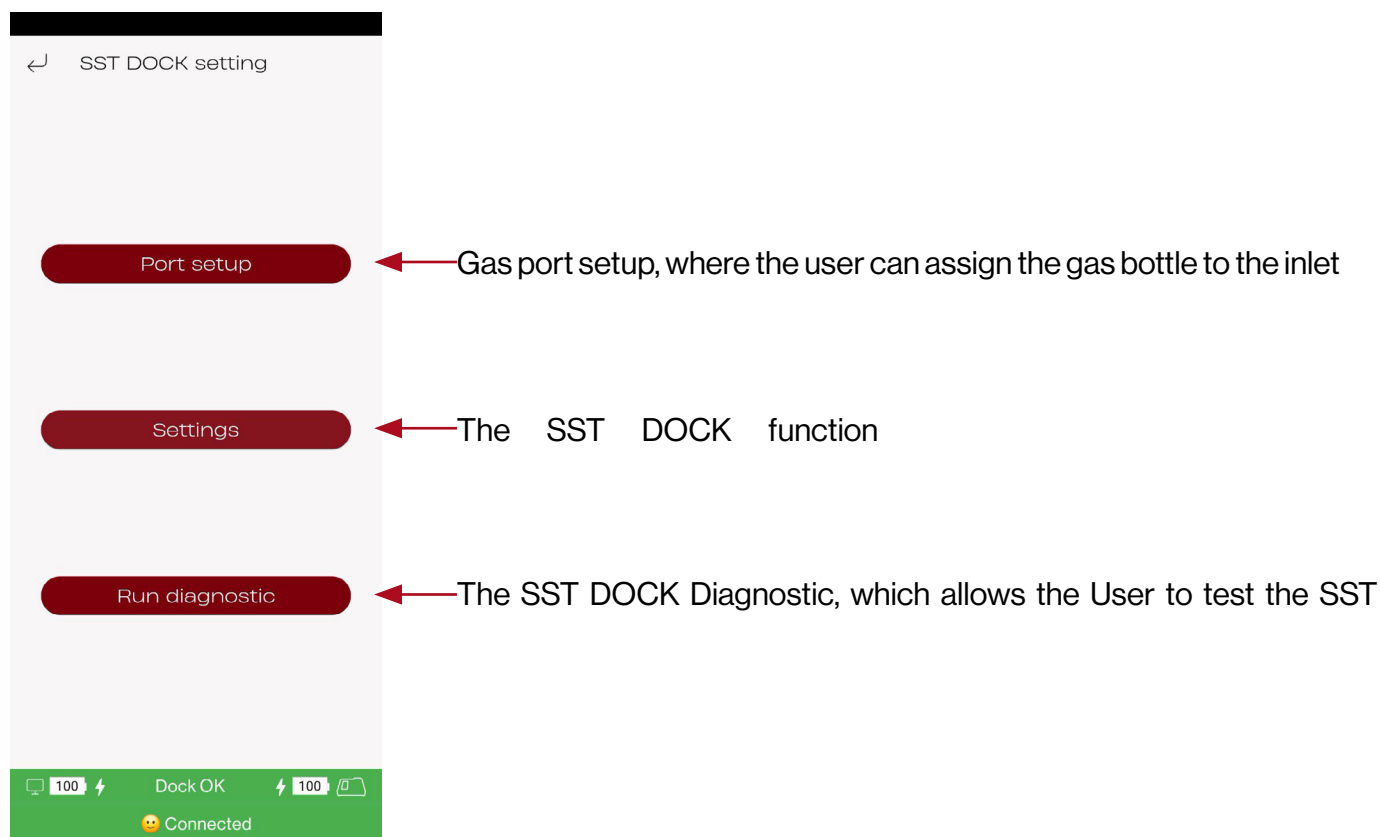 SST DOCK setting
Port setup
Gas port setup, where the user can assign the gas bottle to the inlet
Settings
The SST DOCK function
Run diagnostic
The SST DOCK Diagnostic, which allows the User to test the SST
100 Dock OK 100
Connected